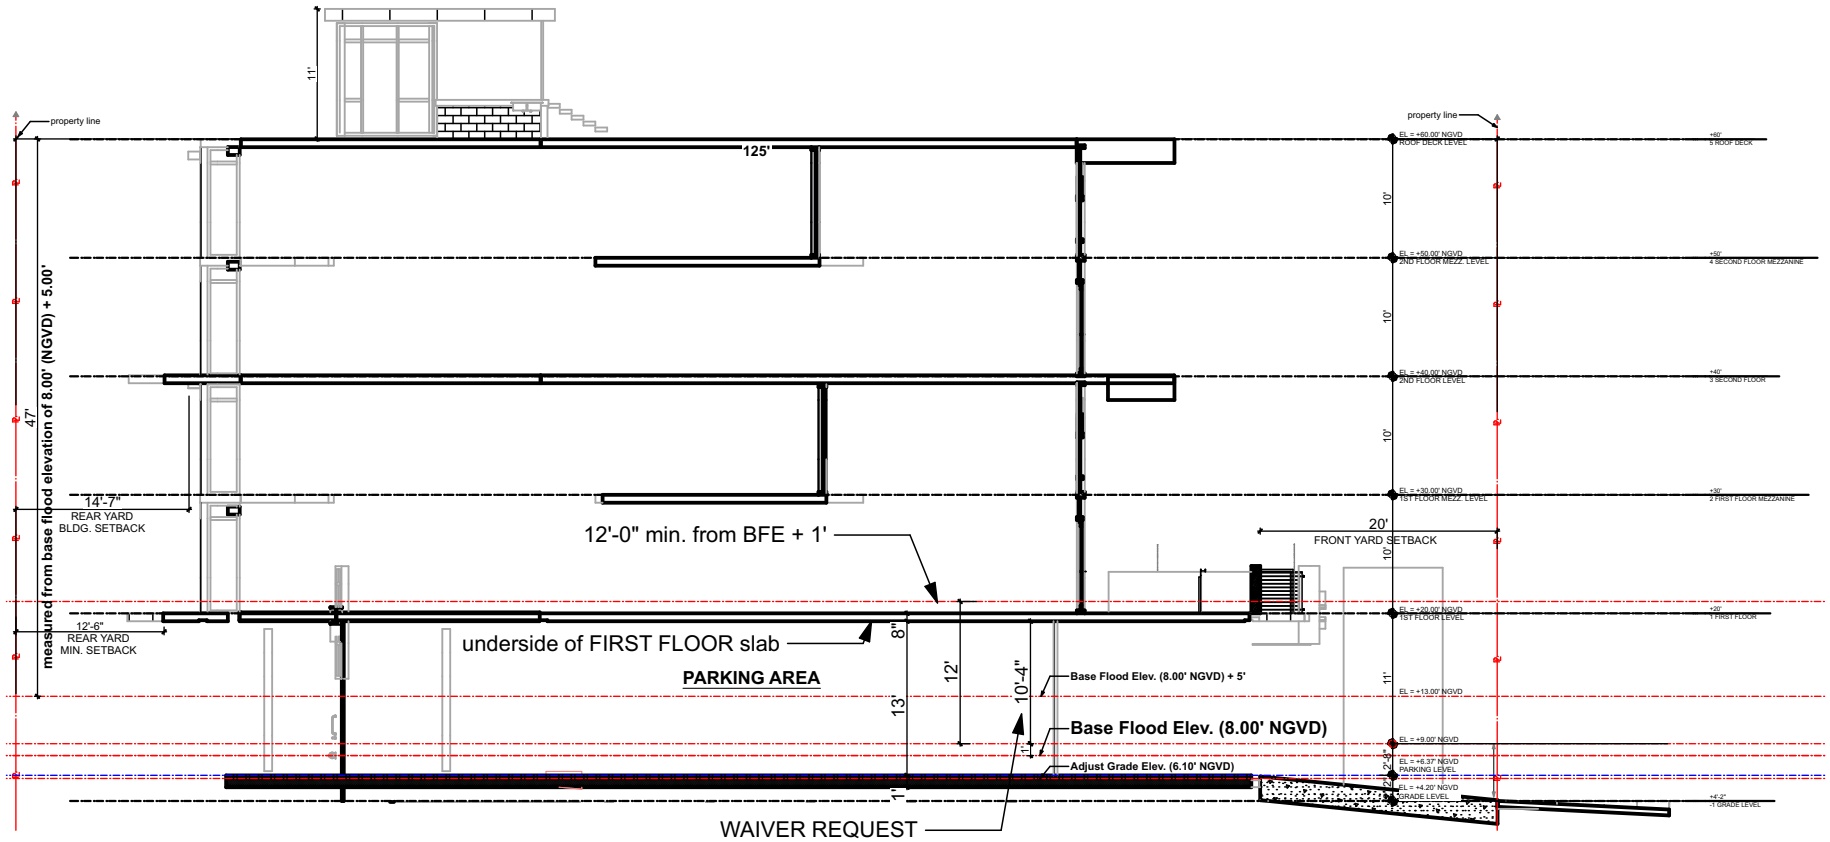 11'
property line
property line
EL = +60.00' NGVD
ROOF DECK LEVEL
+60'
5 ROOF DECK
125'
10'
EL = +50.00' NGVD
2ND FLOOR MEZZ. LEVEL
+50'
4 SECOND FLOOR MEZZANINE
10'
47'
measured from base flood elevation of 8.00' (NGVD) + 5.00'
EL = +40.00' NGVD
2ND FLOOR LEVEL
+40'
3 SECOND FLOOR
10'
14'-7"
REAR YARD
BLDG. SETBACK
EL = +30.00' NGVD
1ST FLOOR MEZZ. LEVEL
+30'
2 FIRST FLOOR MEZZANINE
12'-0" min. from BFE + 1'
20'
FRONT YARD SETBACK
10'
12'-6"
REAR YARD
MIN. SETBACK
EL = +20.00' NGVD
1ST FLOOR LEVEL
+20'
1 FIRST FLOOR
8"
underside of FIRST FLOOR slab
PARKING AREA
13'
12'
10'-4"
11'
Base Flood Elev. (8.00' NGVD) + 5'
EL = +13.00' NGVD
Base Flood Elev. (8.00' NGVD)
EL = +9.00' NGVD
1'
2'-8"
Adjust Grade Elev. (6.10' NGVD)
EL = +6.37' NGVD
PARKING LEVEL
1'
EL = +4.20' NGVD
GRADE LEVEL
+4'-2"
-1 GRADE LEVEL
WAIVER REQUEST